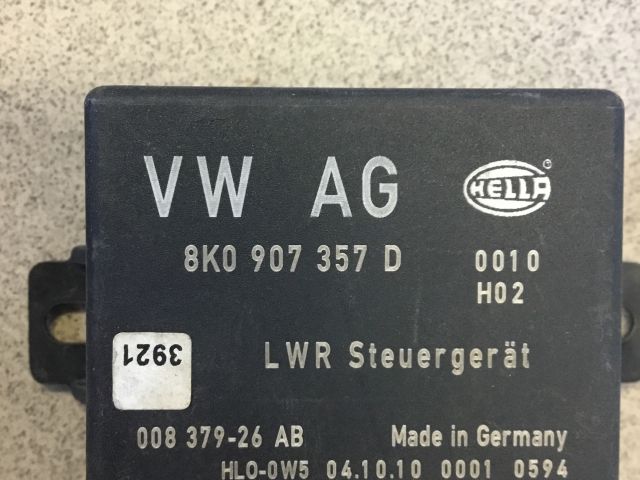 VW AG
HELLA
8K0 907 357 D
0010
H02
3921
LWR Steuergerät
008 379-26 AB Made in Germany
HLO-0W5 04.10.10 0001 0594